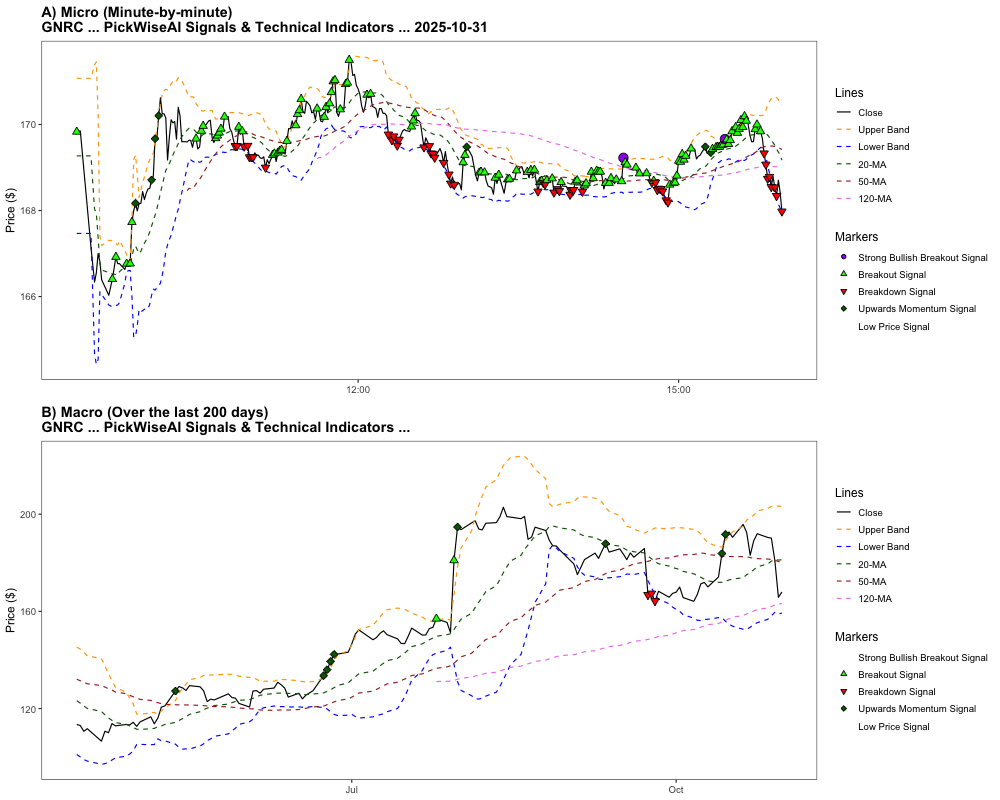 A) Micro (Minute-by-minute)
GNRC ... PickWiseAI Signals & Technical Indicators ... 2025-10-31
Price ($)
170
168
166
12:00
15:00
Lines
Close
Upper Band
Lower Band
20-MA
50-MA
120-MA
Markers
Strong Bullish Breakout Signal
Breakout Signal
Breakdown Signal
Upwards Momentum Signal
Low Price Signal
B) Macro (Over the last 200 days)
GNRC ... PickWiseAI Signals & Technical Indicators ...
Price ($)
200
160
120
Jul
Oct
Lines
Close
Upper Band
Lower Band
20-MA
50-MA
120-MA
Markers
Strong Bullish Breakout Signal
Breakout Signal
Breakdown Signal
Upwards Momentum Signal
Low Price Signal